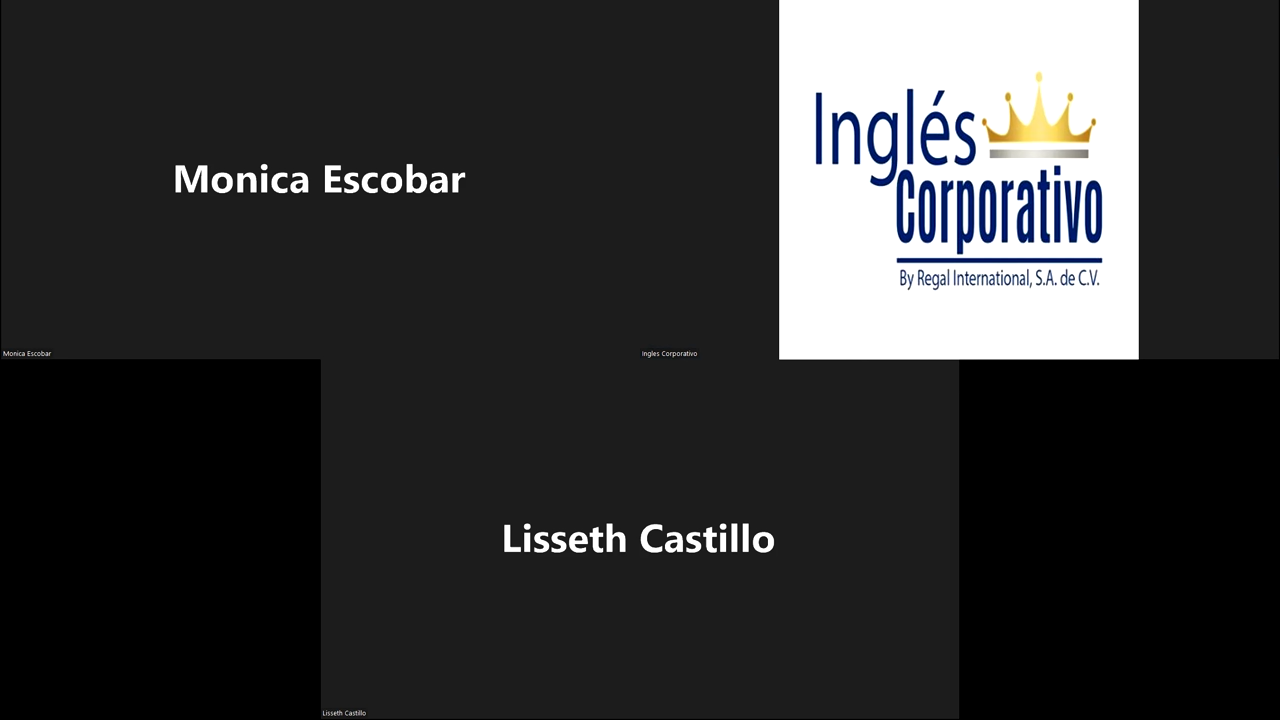 Monica Escobar
Inglés
Corporativo
By Regal International, S.A. de C.V.
Monica Escobar
Ingles Corporativo
Lisseth Castillo
Lisseth Castillo